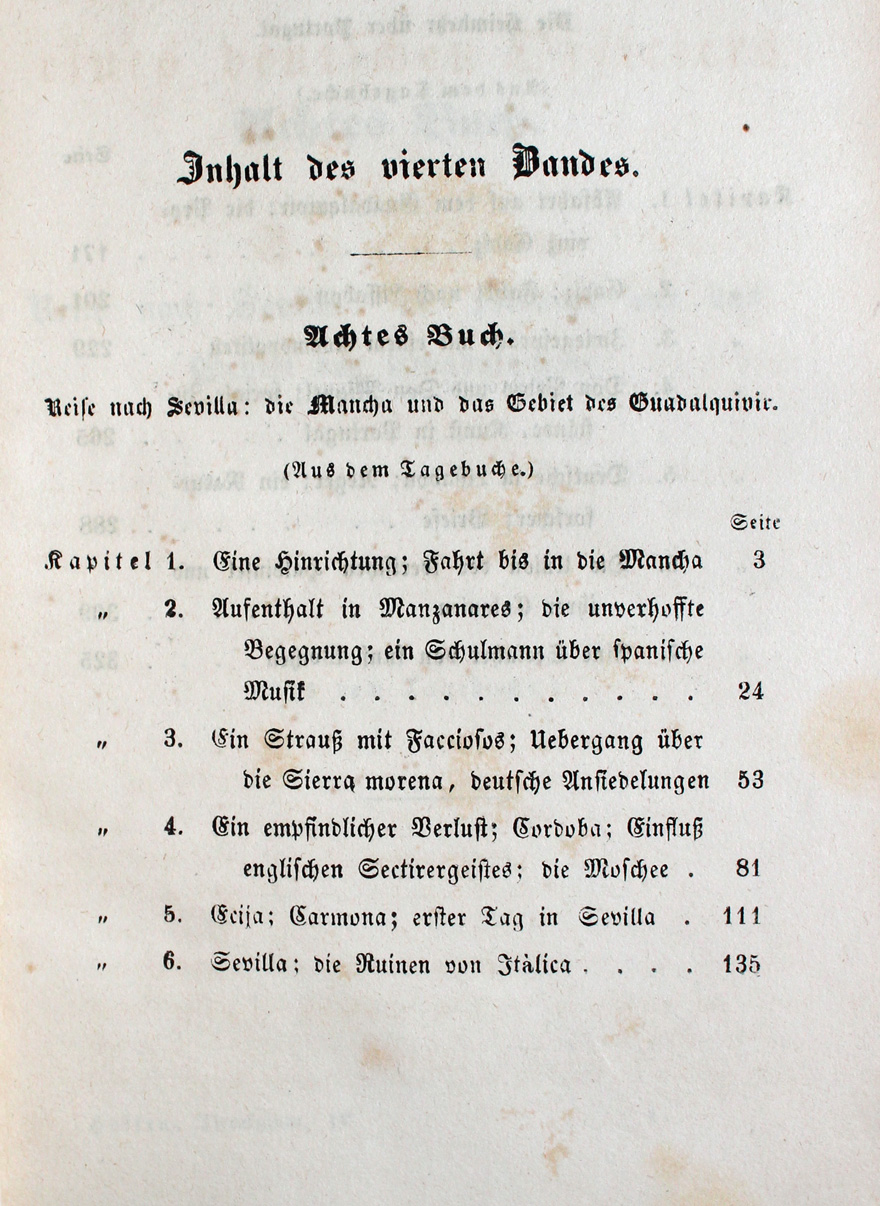 Inhalt des vierten Bandes.
Achtes Buch.
Reise nach Sevilla: die Mancha und das Gebiet des Guadalquivir.
(Aus dem Tagebuche.)
Seite
Kapitel 1. Eine Hinrichtung; Fahrt bis in die Mancha 3
„ 2. Aufenthalt in Manzanares; die unverhoffte
Begegnung; ein Schulmann über spanische
Musik . . . . . . . . . . . 24
„ 3. Ein Strauß mit Facciosos; Uebergang über
die Sierra morena, deutsche Ansiedelungen 53
„ 4. Ein empfindlicher Verlust; Cordoba; Einfluß
englischen Sectirergeistes; die Moschee . 81
„ 5. Ecija; Carmona; erster Tag in Sevilla . 111
„ 6. Sevilla; die Ruinen von Itàlica . . . . 135